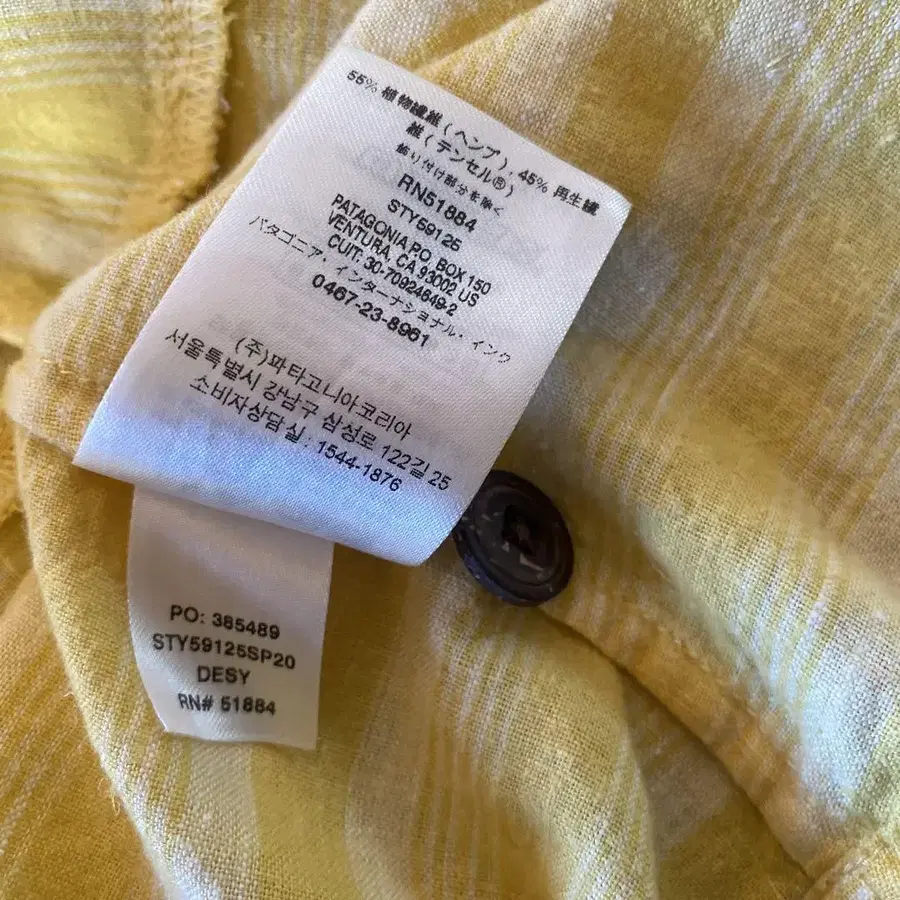 55% 植物繊維(ヘンプ), 45% 再生繊
維(テンセル®)
飾り付け部分を除く
RN51884
STY59125
PATAGONIA P.O. BOX 150
VENTURA, CA 93002 US
CUIT: 30-70924649-2
パタゴニア・インターナショナル・インク
0467-23-8961
(주)파타고니아코리아
서울특별시 강남구 삼성로 122길 25
소비자상담실 : 1544-1876
PO: 385489
STY59125SP20
DESY
RN# 51884